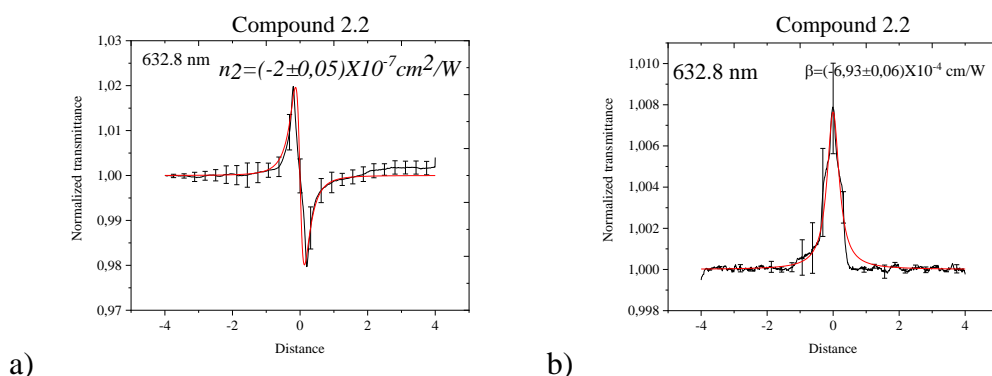 Compound 2.2
1,03
632.8 nm
n2=(-2±0,05)X10⁻⁷cm²/W
1,02
1,01
1,00
0,99
0,98
0,97
Normalized transmittance
-4 -2 0 2 4
Distance
a)
Compound 2.2
1,010
632.8 nm
β=(-6,93±0,06)X10⁻⁴ cm/W
1,008
1,006
1,004
1,002
1,000
0,998
Normalized transmittance
-4 -2 0 2 4
Distance
b)